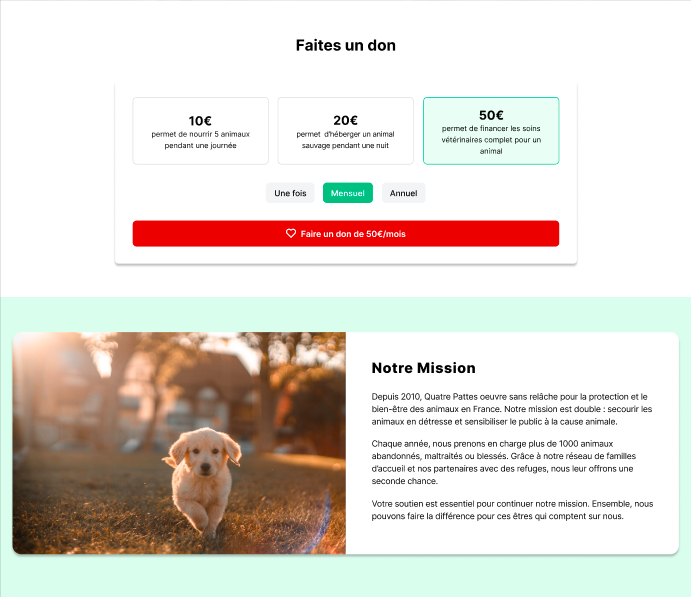 Faites un don
10€
permet de nourrir 5 animaux
pendant une journée
20€
permet d'héberger un animal
sauvage pendant une nuit
50€
permet de financer les soins
vétérinaires complet pour un
animal
Une fois
Mensuel
Annuel
Faire un don de 50€/mois
Notre Mission
Depuis 2010, Quatre Pattes oeuvre sans relâche pour la protection et le
bien-être des animaux en France. Notre mission est double : secourir les
animaux en détresse et sensibiliser le public à la cause animale.
Chaque année, nous prenons en charge plus de 1000 animaux
abandonnés, maltraités ou blessés. Grâce à notre réseau de familles
d'accueil et nos partenaires avec des refuges, nous leur offrons une
seconde chance.
Votre soutien est essentiel pour continuer notre mission. Ensemble, nous
pouvons faire la différence pour ces êtres qui comptent sur nous.